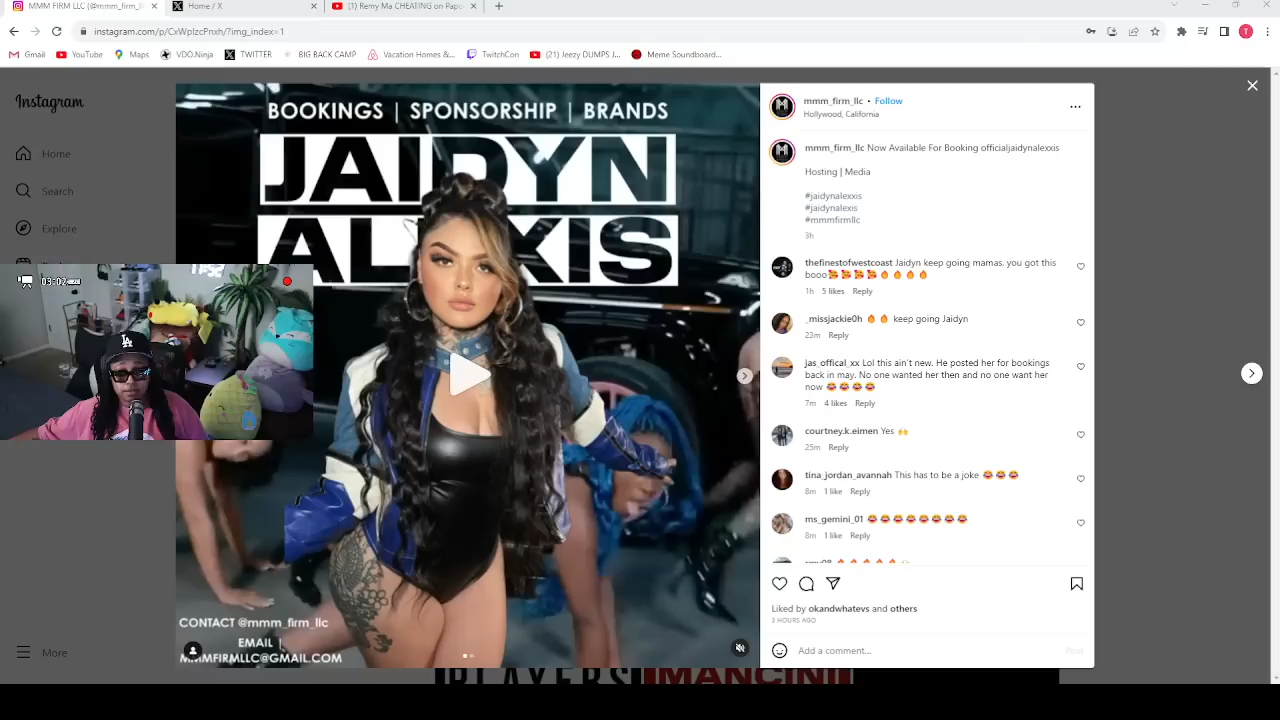 MMM FIRM LLC (@mmm_firm_ll
Home / X
(1) Remy Ma CHEATING on Pap
instagram.com/p/CxWplzcPnxh/?img_index=1
Gmail
YouTube
Maps
VDO.Ninja
TWITTER
BIG BACK CAMP
Vacation Homes &...
TwitchCon
(21) Jeezy DUMPS J...
Meme Soundboard...
Instagram
Home
Search
Explore
More
03:02
LA
BOOKINGS | SPONSORSHIP | BRANDS
JAIDYN
ALEXIS
CONTACT @mmm_firm_llc
EMAIL |
MMMFIRMLLC@GMAIL.COM
mmm_firm_llc • Follow
Hollywood, California
mmm_firm_llc Now Available For Booking officialjaidynalexxis
Hosting | Media
#jaidynalexxis
#jaidynalexis
#mmmfirmllc
3h
thefinestofwestcoast Jaidyn keep going mamas, you got this
booo🥰🥰🥰🥰🔥🔥🔥🔥
1h 5 likes Reply
_missjackie0h 🔥🔥 keep going Jaidyn
23m Reply
jas_offical_xx Lol this ain't new. He posted her for bookings
back in may. No one wanted her then and no one want her
now 😂😂😂😂
7m 4 likes Reply
courtney.k.eimen Yes 🙌
25m Reply
tina_jordan_avannah This has to be a joke 😂😂😂
8m 1 like Reply
ms_gemini_01 😂😂😂😂😂😂😂😂
8m 1 like Reply
Liked by okandwhatevs and others
3 HOURS AGO
Add a comment...
Post
PLAYERS MANCINI